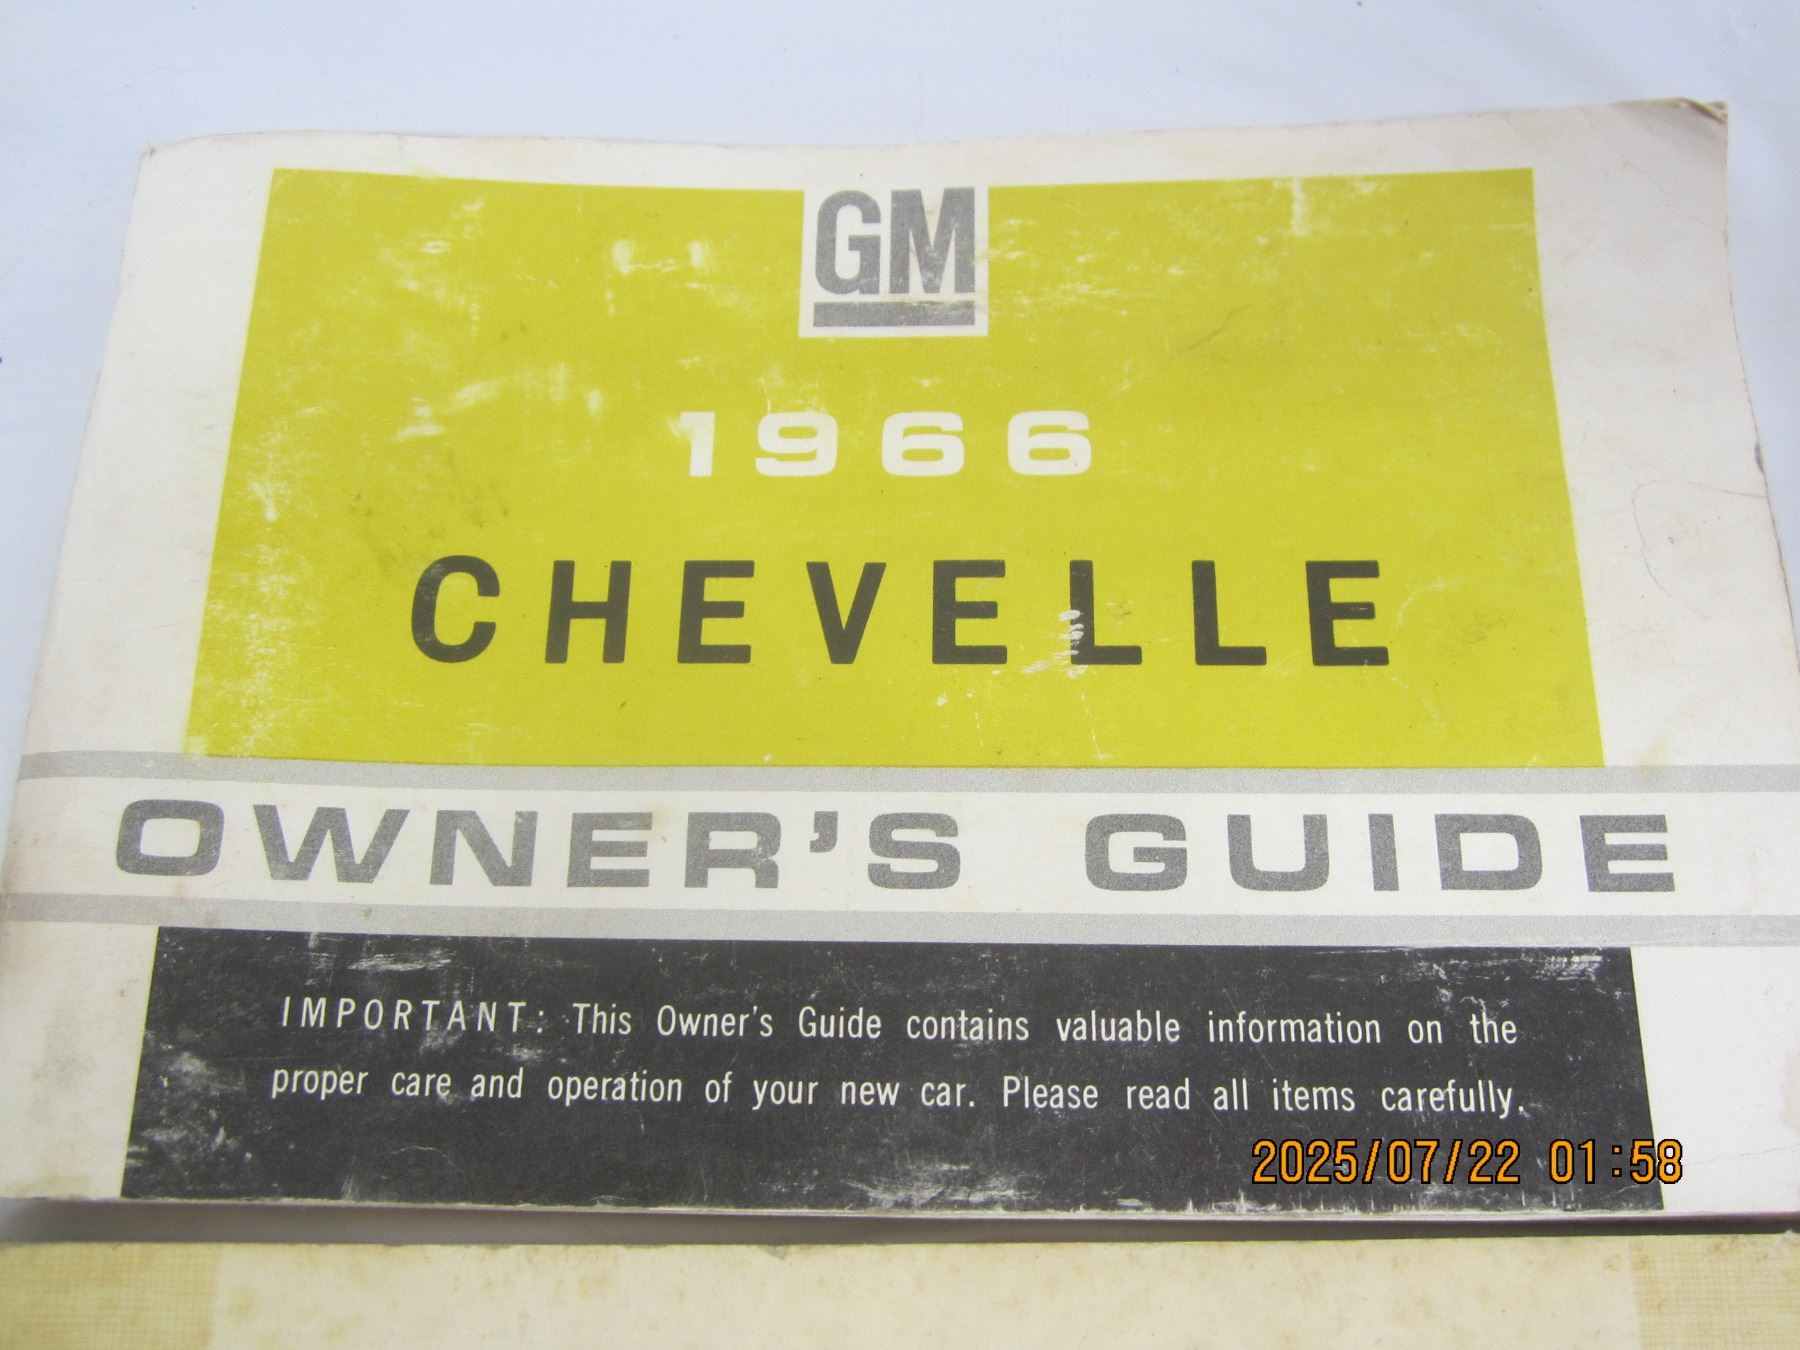 GM
1966
CHEVELLE
OWNER'S GUIDE
IMPORTANT: This Owner's Guide contains valuable information on the
proper care and operation of your new car. Please read all items carefully.
2025/07/22 01:58